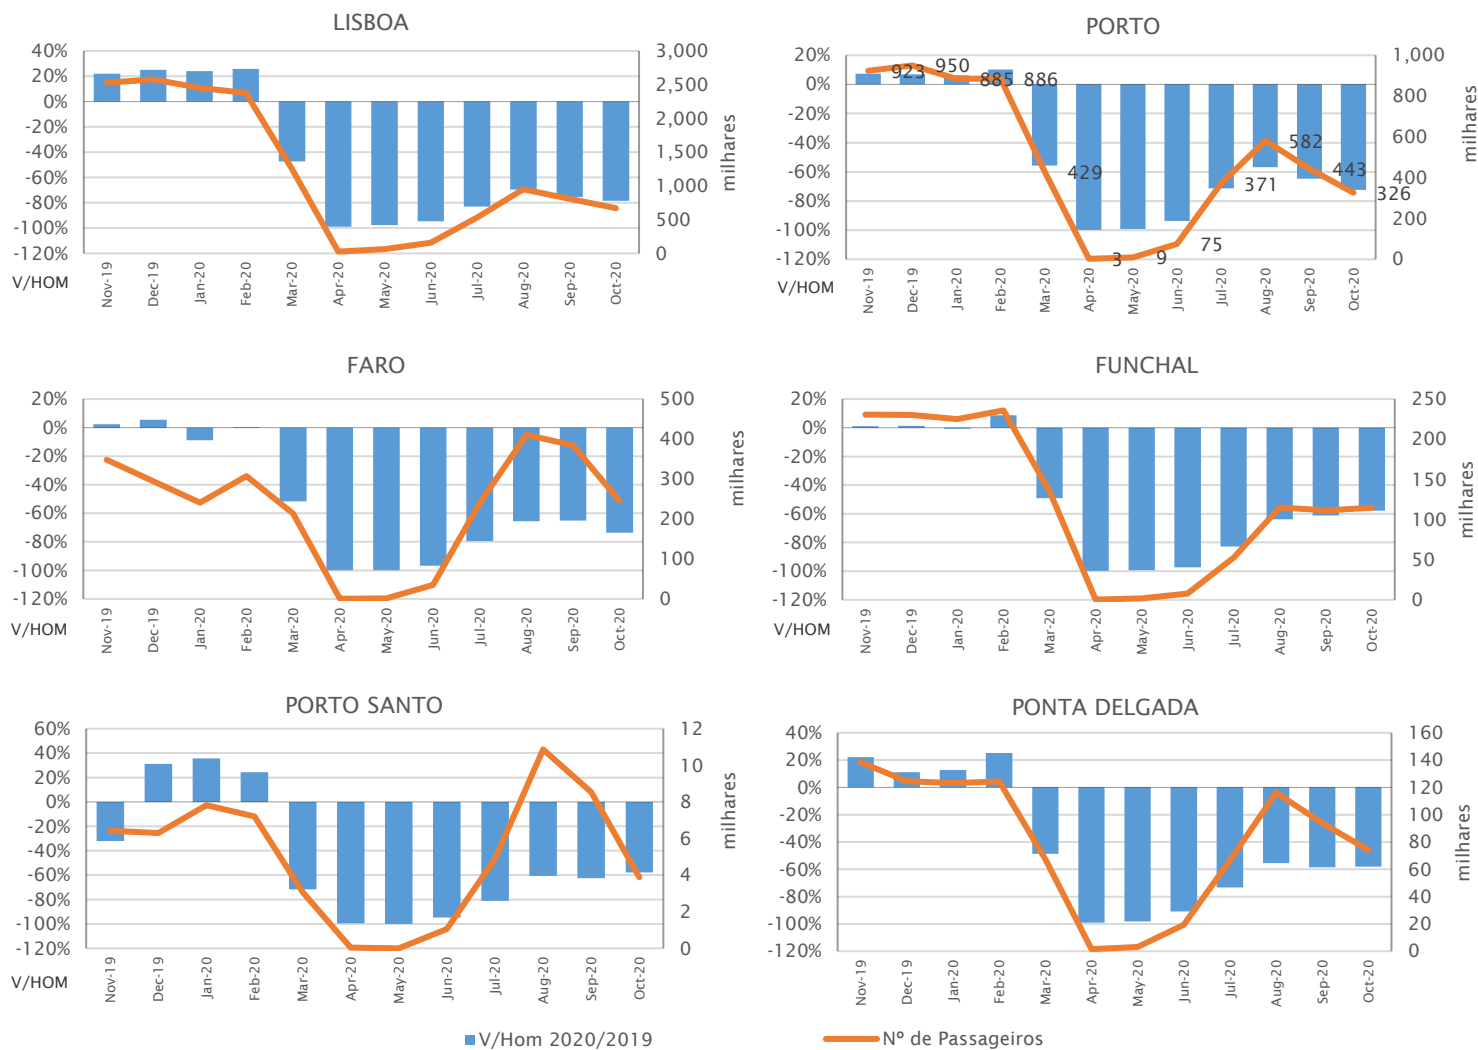 LISBOA
40%
20%
0%
-20%
-40%
-60%
-80%
-100%
-120%
3,000
2,500
2,000
1,500
1,000
500
0
milhares
V/HOM
Nov-19
Dec-19
Jan-20
Feb-20
Mar-20
Apr-20
May-20
Jun-20
Jul-20
Aug-20
Sep-20
Oct-20
PORTO
20%
0%
-20%
-40%
-60%
-80%
-100%
-120%
923
950
885
886
429
3
9
75
371
582
443
326
1,000
800
600
400
200
0
milhares
V/HOM
Nov-19
Dec-19
Jan-20
Feb-20
Mar-20
Apr-20
May-20
Jun-20
Jul-20
Aug-20
Sep-20
Oct-20
FARO
20%
0%
-20%
-40%
-60%
-80%
-100%
-120%
500
400
300
200
100
0
milhares
V/HOM
Nov-19
Dec-19
Jan-20
Feb-20
Mar-20
Apr-20
May-20
Jun-20
Jul-20
Aug-20
Sep-20
Oct-20
FUNCHAL
20%
0%
-20%
-40%
-60%
-80%
-100%
-120%
250
200
150
100
50
0
milhares
V/HOM
Nov-19
Dec-19
Jan-20
Feb-20
Mar-20
Apr-20
May-20
Jun-20
Jul-20
Aug-20
Sep-20
Oct-20
PORTO SANTO
60%
40%
20%
0%
-20%
-40%
-60%
-80%
-100%
-120%
12
10
8
6
4
2
0
milhares
V/HOM
Nov-19
Dec-19
Jan-20
Feb-20
Mar-20
Apr-20
May-20
Jun-20
Jul-20
Aug-20
Sep-20
Oct-20
PONTA DELGADA
40%
20%
0%
-20%
-40%
-60%
-80%
-100%
-120%
160
140
120
100
80
60
40
20
0
milhares
V/HOM
Nov-19
Dec-19
Jan-20
Feb-20
Mar-20
Apr-20
May-20
Jun-20
Jul-20
Aug-20
Sep-20
Oct-20
V/Hom 2020/2019
Nº de Passageiros